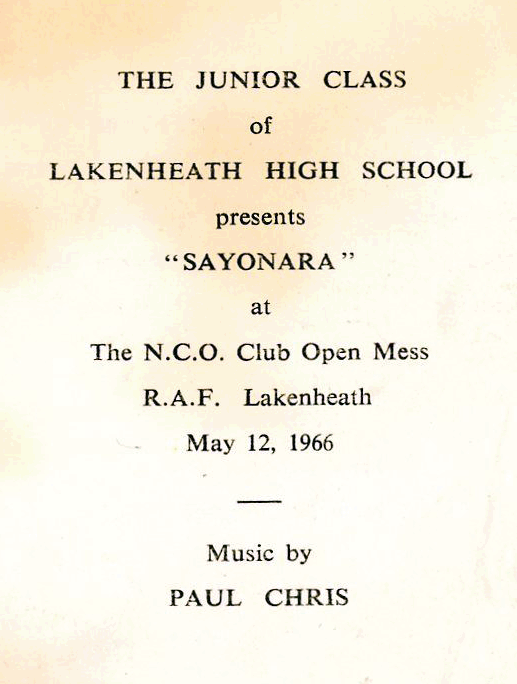 THE JUNIOR CLASS
of
LAKENHEATH HIGH SCHOOL
presents
“SAYONARA”
at
The N.C.O. Club Open Mess
R.A.F. Lakenheath
May 12, 1966
Music by
PAUL CHRIS